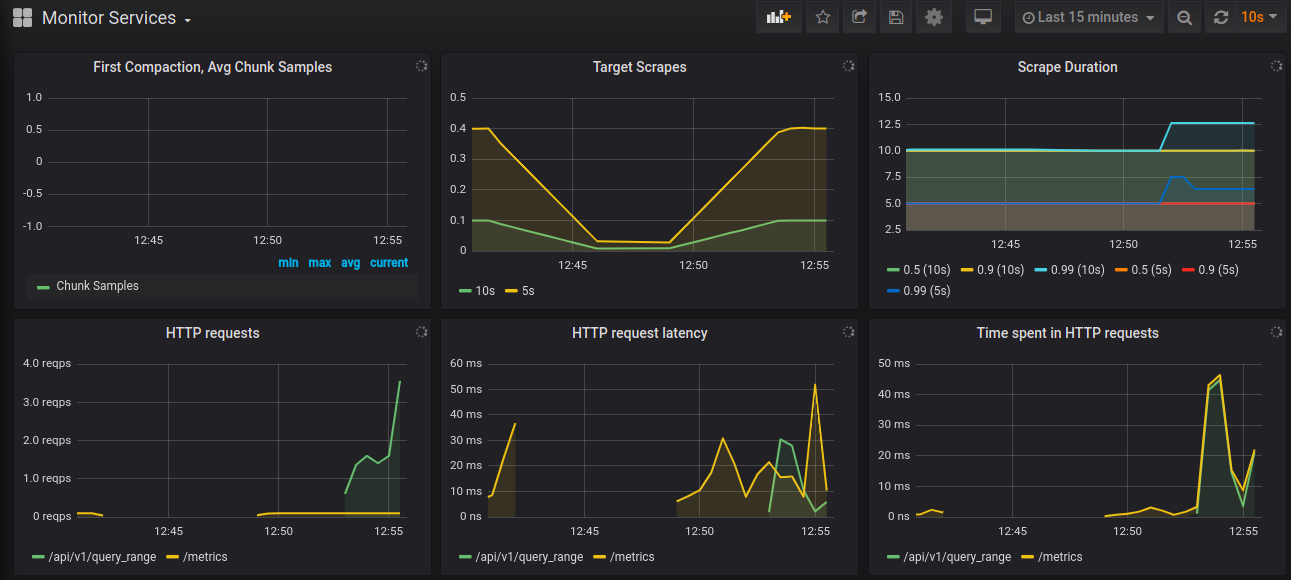 Monitor Services
Last 15 minutes
10s
First Compaction, Avg Chunk Samples
1.0
0.5
0
-0.5
-1.0
12:45 12:50 12:55
min max avg current
Chunk Samples
Target Scrapes
0.5
0.4
0.3
0.2
0.1
0
12:45 12:50 12:55
10s 5s
Scrape Duration
15.0
12.5
10.0
7.5
5.0
2.5
12:45 12:50 12:55
0.5 (10s) 0.9 (10s) 0.99 (10s) 0.5 (5s) 0.9 (5s)
0.99 (5s)
HTTP requests
4.0 reqps
3.0 reqps
2.0 reqps
1.0 reqps
0 reqps
12:45 12:50 12:55
/api/v1/query_range /metrics
HTTP request latency
60 ms
50 ms
40 ms
30 ms
20 ms
10 ms
0 ns
12:45 12:50 12:55
/api/v1/query_range /metrics
Time spent in HTTP requests
50 ms
40 ms
30 ms
20 ms
10 ms
0 ns
12:45 12:50 12:55
/api/v1/query_range /metrics